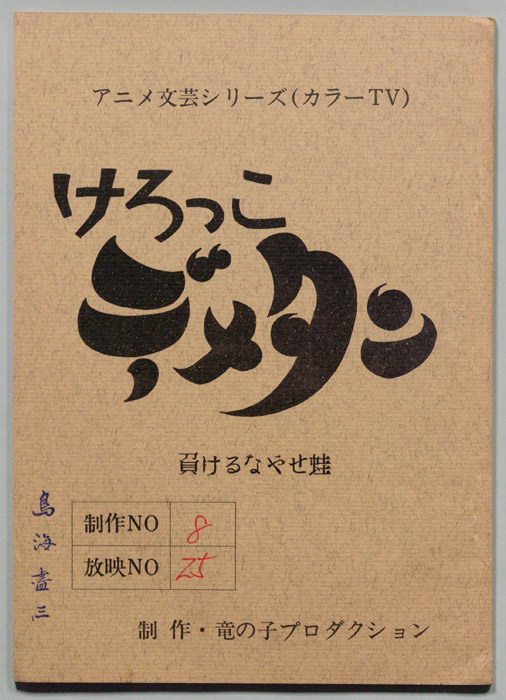 アニメ文芸シリーズ(カラーTV)
けろっこ
デメタン
負けるなやせ蛙
制作NO 8
放映NO 25
鳥海尽三
制 作・竜の子プロダクション